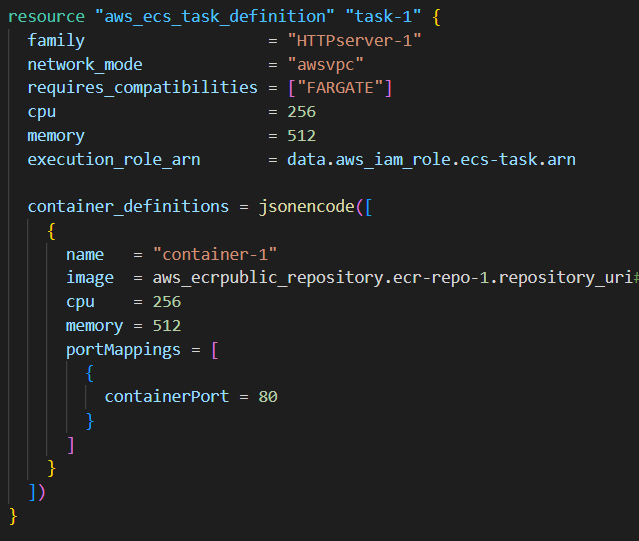 resource "aws_ecs_task_definition" "task-1" {
  family                   = "HTTPserver-1"
  network_mode             = "awsvpc"
  requires_compatibilities = ["FARGATE"]
  cpu                      = 256
  memory                   = 512
  execution_role_arn       = data.aws_iam_role.ecs-task.arn

  container_definitions = jsonencode([
    {
      name   = "container-1"
      image  = aws_ecrpublic_repository.ecr-repo-1.repository_uri#
      cpu    = 256
      memory = 512
      portMappings = [
        {
          containerPort = 80
        }
      ]
    }
  ])
}